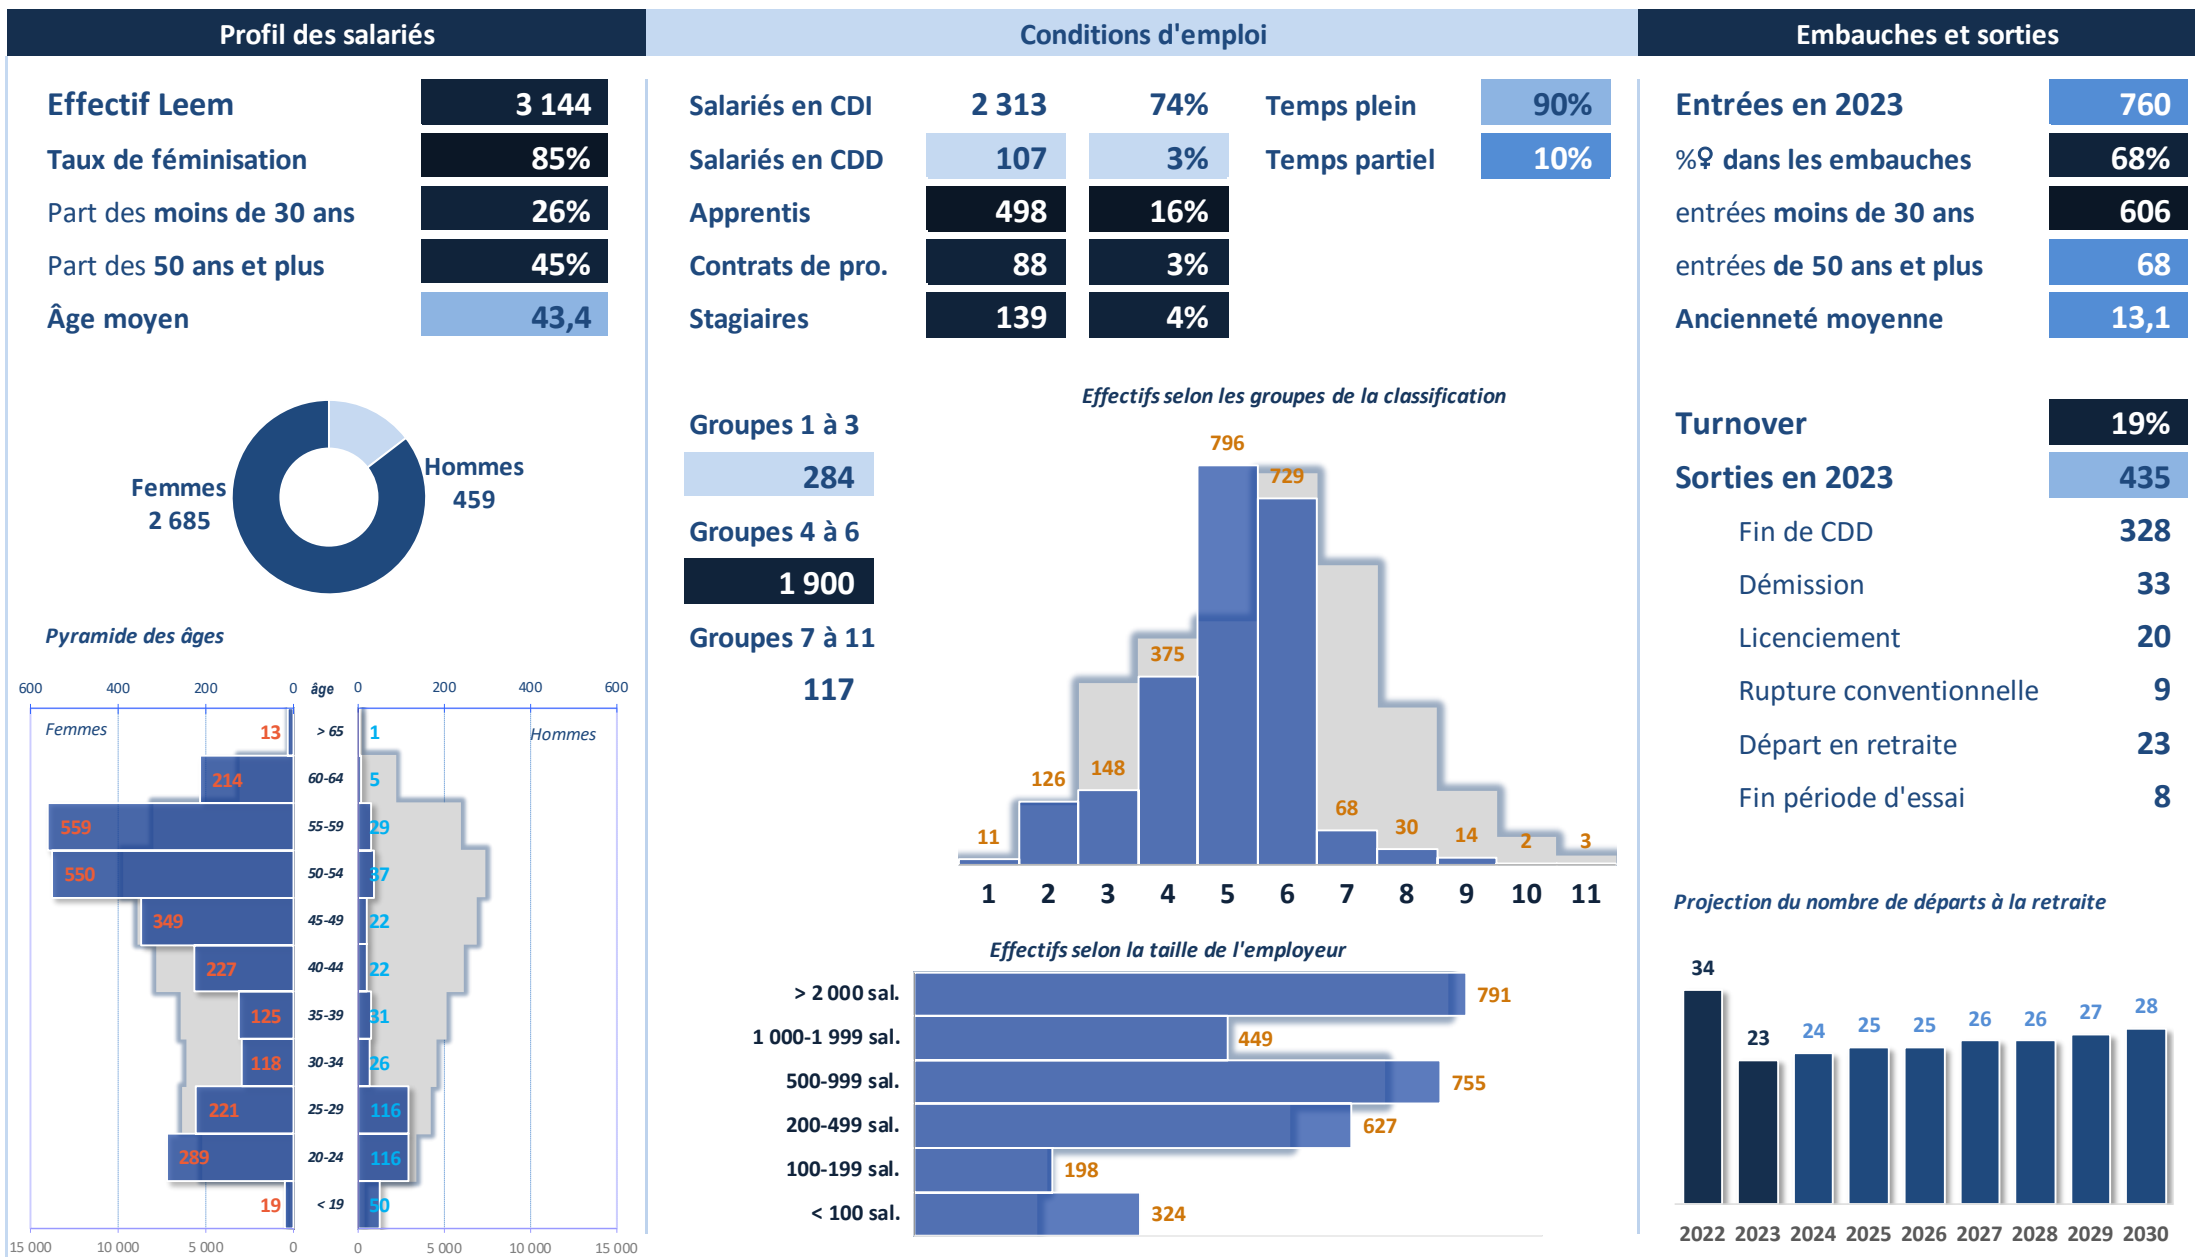 Profil des salariés
Effectif Leem 3 144
Taux de féminisation 85%
Part des moins de 30 ans 26%
Part des 50 ans et plus 45%
Âge moyen 43,4
Hommes
459
Femmes
2 685
Pyramide des âges
600 400 200 0 âge 0 200 400 600
Femmes Hommes
13 > 65 1
214 60-64 5
559 55-59 29
550 50-54 37
349 45-49 22
227 40-44 22
125 35-39 31
118 30-34 26
221 25-29 116
289 20-24 116
19 < 19 50
15 000 10 000 5 000 0 0 5 000 10 000 15 000
Conditions d'emploi
Salariés en CDI 2 313 74% Temps plein 90%
Salariés en CDD 107 3% Temps partiel 10%
Apprentis 498 16%
Contrats de pro. 88 3%
Stagiaires 139 4%
Groupes 1 à 3
284
Groupes 4 à 6
1 900
Groupes 7 à 11
117
Effectifs selon les groupes de la classification
11 126 148 375 796 729 68 30 14 2 3
1 2 3 4 5 6 7 8 9 10 11
Effectifs selon la taille de l'employeur
> 2 000 sal. 791
1 000-1 999 sal. 449
500-999 sal. 755
200-499 sal. 627
100-199 sal. 198
< 100 sal. 324
Embauches et sorties
Entrées en 2023 760
%♀ dans les embauches 68%
entrées moins de 30 ans 606
entrées de 50 ans et plus 68
Ancienneté moyenne 13,1
Turnover 19%
Sorties en 2023 435
Fin de CDD 328
Démission 33
Licenciement 20
Rupture conventionnelle 9
Départ en retraite 23
Fin période d'essai 8
Projection du nombre de départs à la retraite
34 23 24 25 25 26 26 27 28
2022 2023 2024 2025 2026 2027 2028 2029 2030